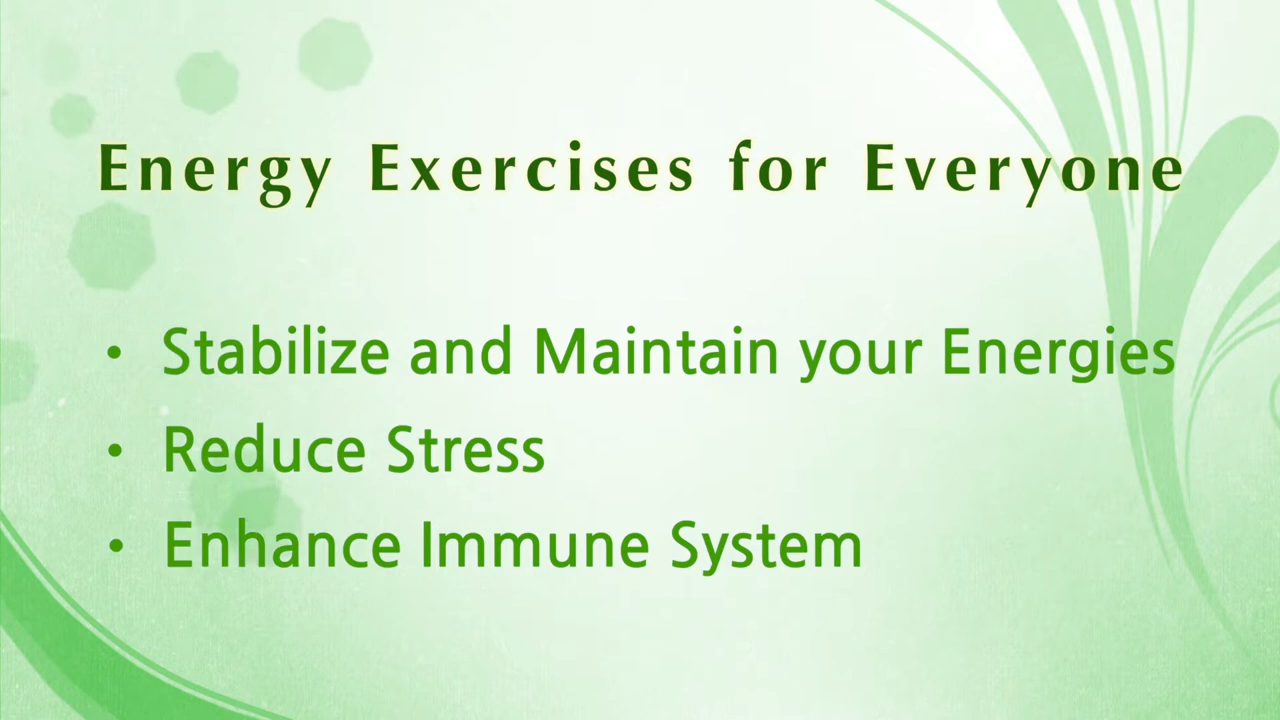 Energy Exercises for Everyone
• Stabilize and Maintain your Energies
• Reduce Stress
• Enhance Immune System